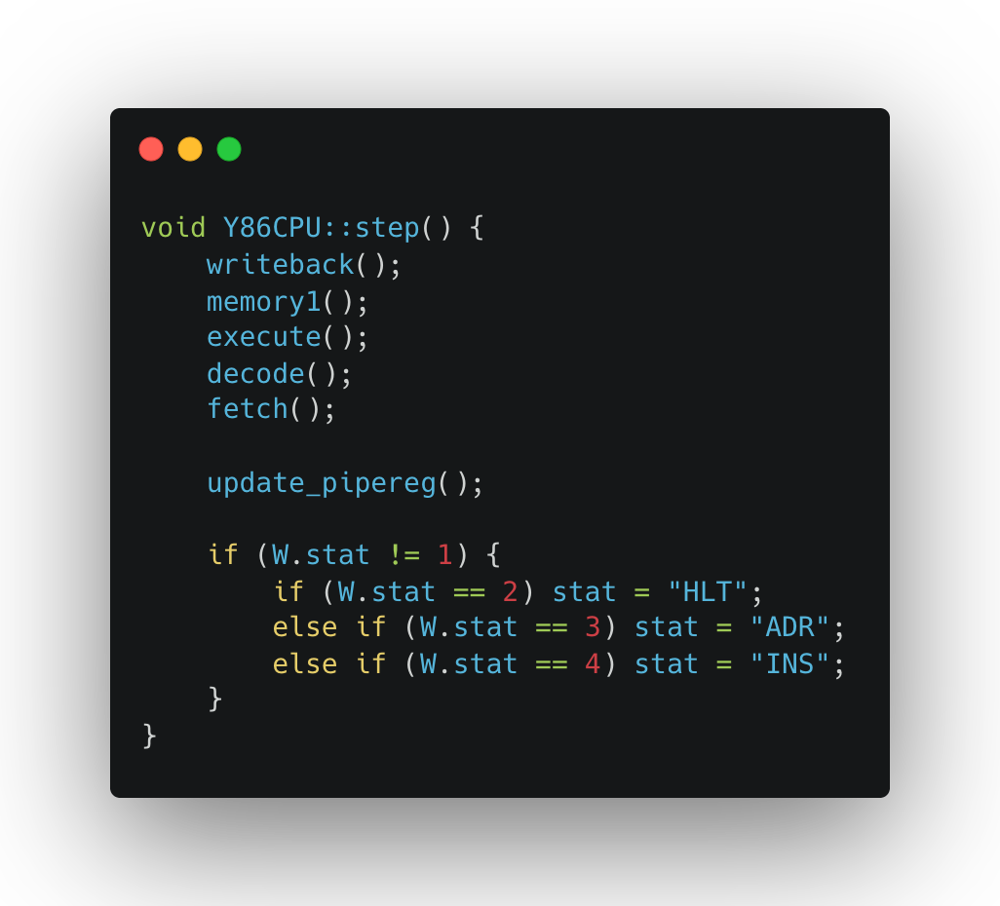 void Y86CPU::step() {
    writeback();
    memory1();
    execute();
    decode();
    fetch();

    update_pipereg();

    if (W.stat != 1) {
        if (W.stat == 2) stat = "HLT";
        else if (W.stat == 3) stat = "ADR";
        else if (W.stat == 4) stat = "INS";
    }
}